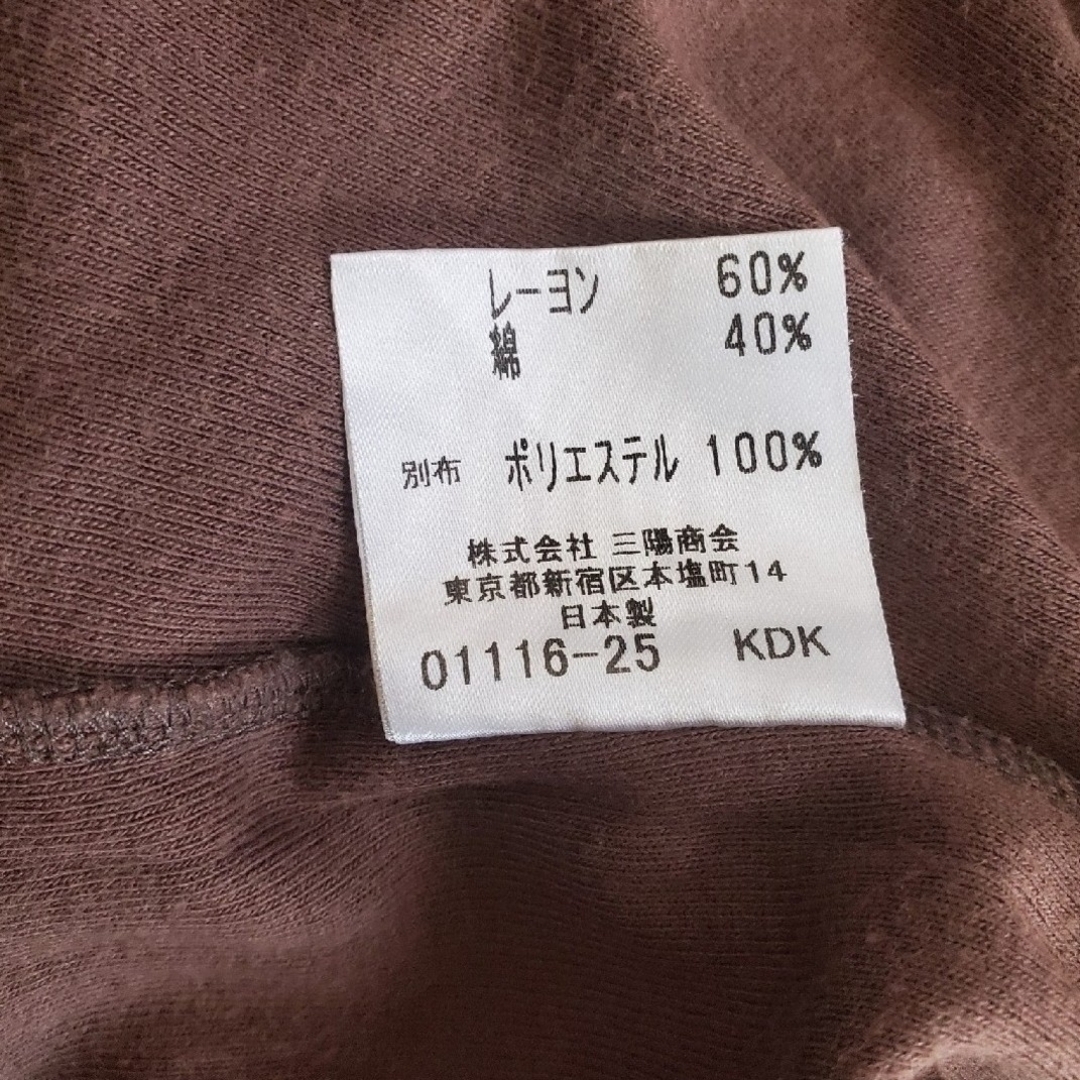 レーヨン 60%
綿 40%
別布 ポリエステル 100%
株式会社 三陽商会
東京都新宿区本塩町14
日本製
01116-25 KDK